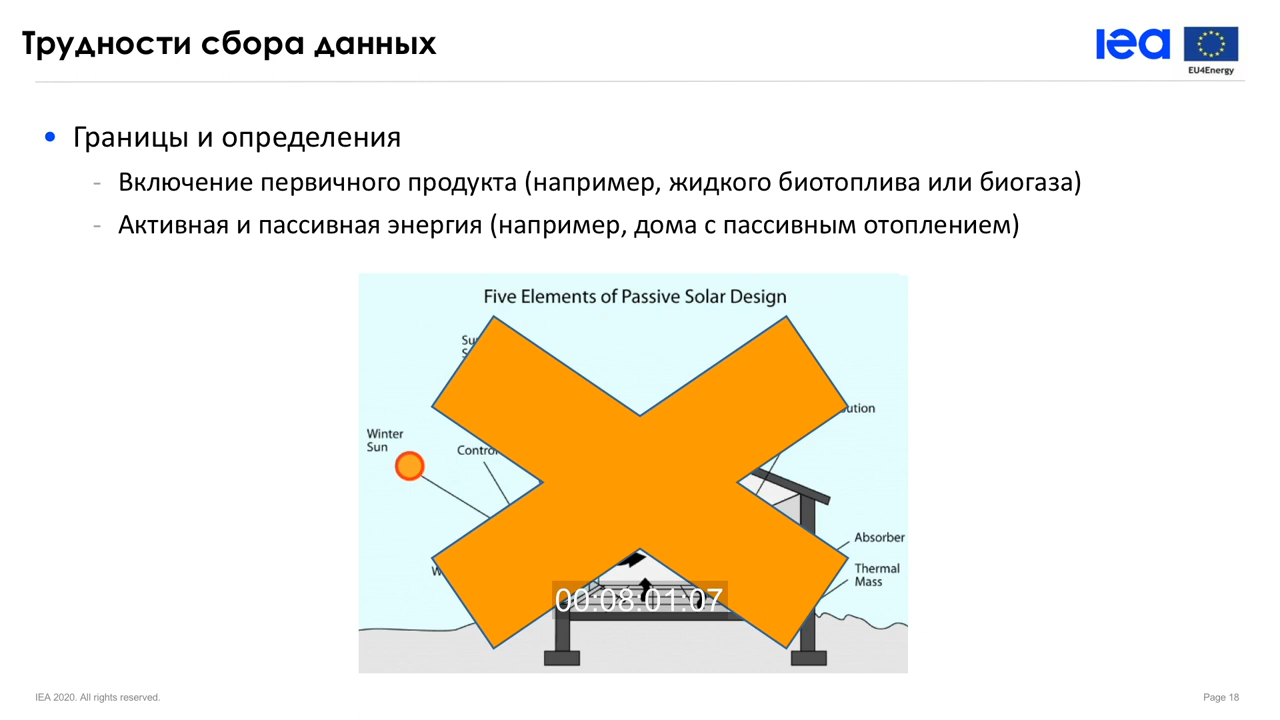 Трудности сбора данных
iea
EU4Energy
Границы и определения
- Включение первичного продукта (например, жидкого биотоплива или биогаза)
- Активная и пассивная энергия (например, дома с пассивным отоплением)
Five Elements of Passive Solar Design
Winter
Sun
Absorber
Thermal
Mass
00:08:01:07
IEA 2020. All rights reserved.
Page 18